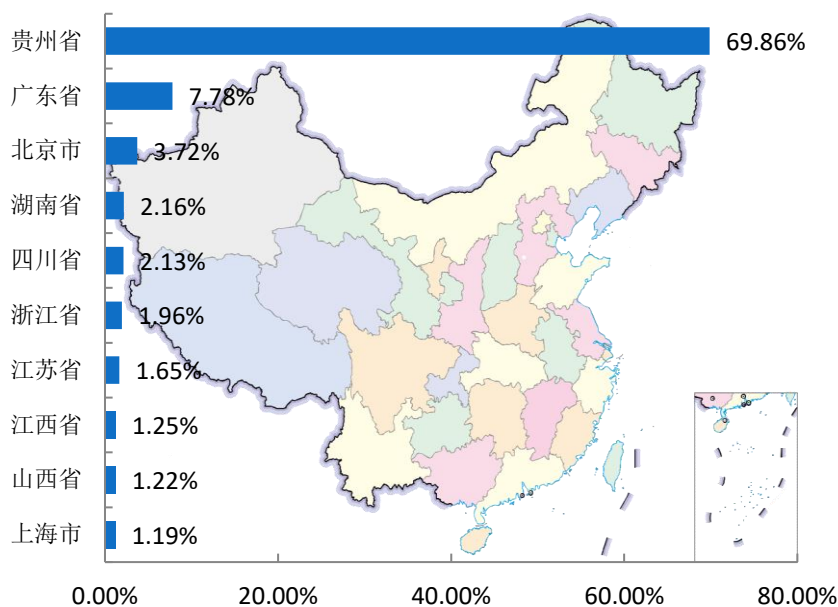 贵州省 69.86%
广东省 7.78%
北京市 3.72%
湖南省 2.16%
四川省 2.13%
浙江省 1.96%
江苏省 1.65%
江西省 1.25%
山西省 1.22%
上海市 1.19%
0.00% 20.00% 40.00% 60.00% 80.00%